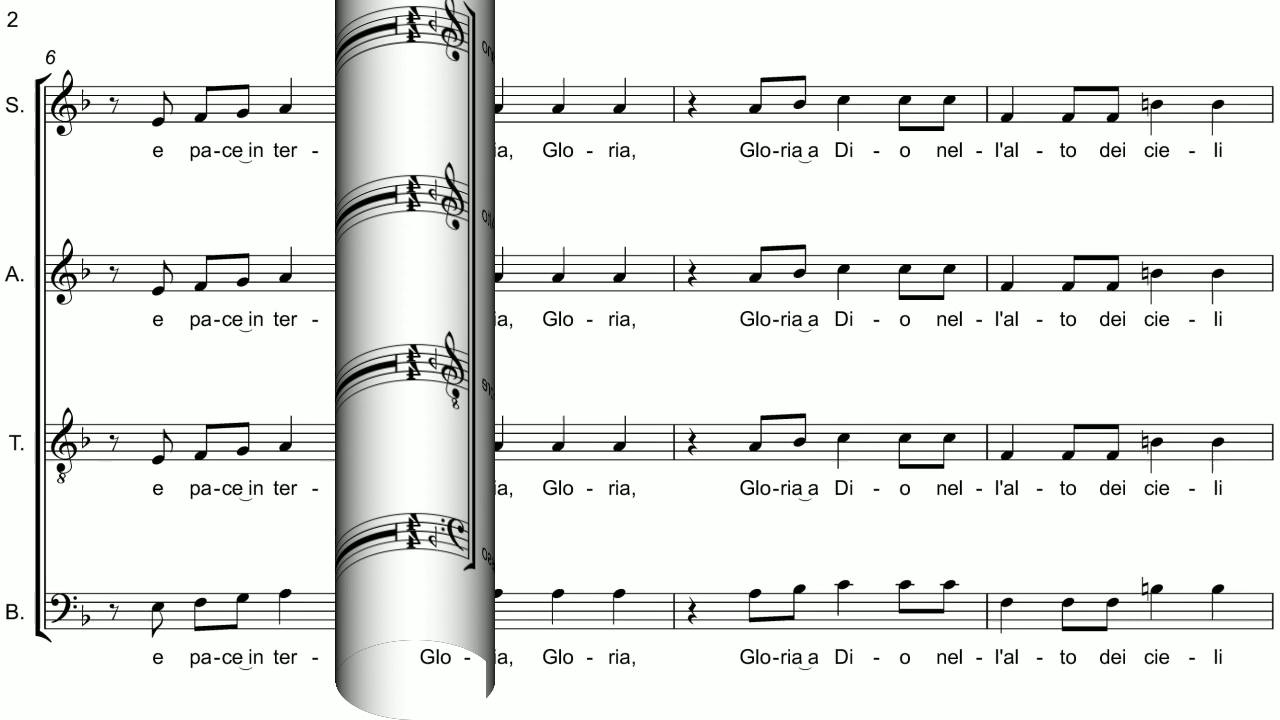 2
6
S.
e pa-ce in ter - ia, Glo - ria, Glo-ria a Di - o nel - l'al - to dei cie - li
A.
e pa-ce in ter - ia, Glo - ria, Glo-ria a Di - o nel - l'al - to dei cie - li
T.
8
e pa-ce in ter - ia, Glo - ria, Glo-ria a Di - o nel - l'al - to dei cie - li
B.
e pa-ce in ter - Glo - ia, Glo - ria, Glo-ria a Di - o nel - l'al - to dei cie - li